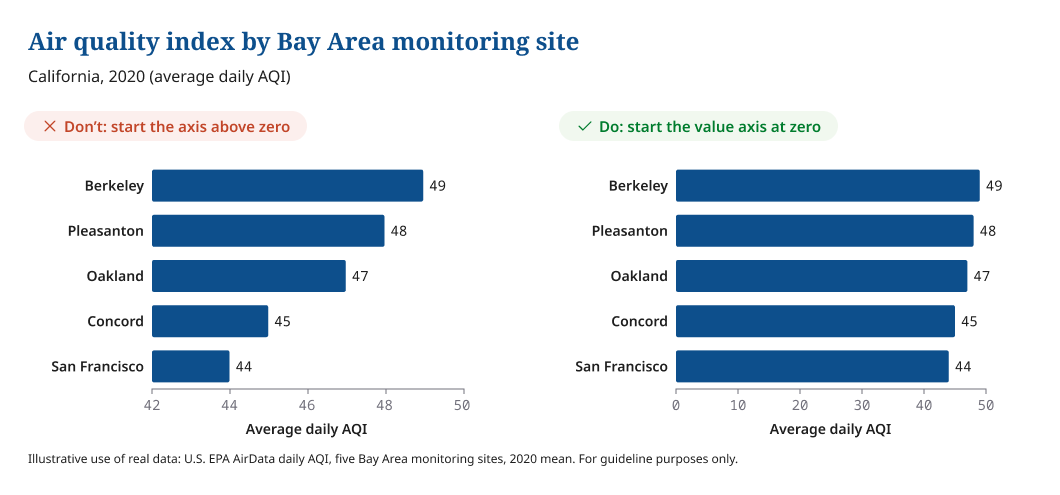 Air quality index by Bay Area monitoring site
California, 2020 (average daily AQI)
Don’t: start the axis above zero
Berkeley 49
Pleasanton 48
Oakland 47
Concord 45
San Francisco 44
42 44 46 48 50
Average daily AQI
Do: start the value axis at zero
Berkeley 49
Pleasanton 48
Oakland 47
Concord 45
San Francisco 44
0 10 20 30 40 50
Average daily AQI
Illustrative use of real data: U.S. EPA AirData daily AQI, five Bay Area monitoring sites, 2020 mean. For guideline purposes only.